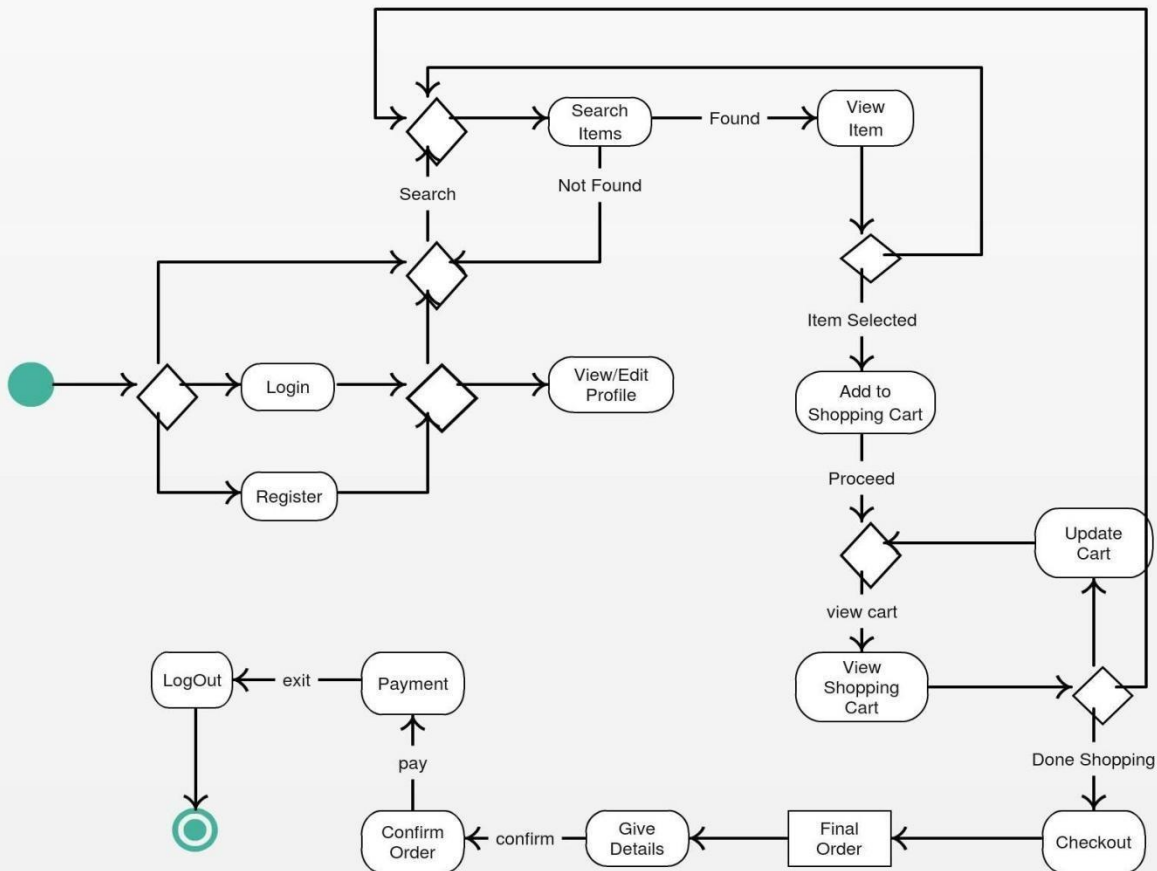 Search
Items
Found
View
Item
Search
Not Found
Item Selected
Login
View/Edit
Profile
Add to
Shopping Cart
Register
Proceed
Update
Cart
view cart
View
Shopping
Cart
LogOut
exit
Payment
Done Shopping
pay
Confirm
Order
confirm
Give
Details
Final
Order
Checkout